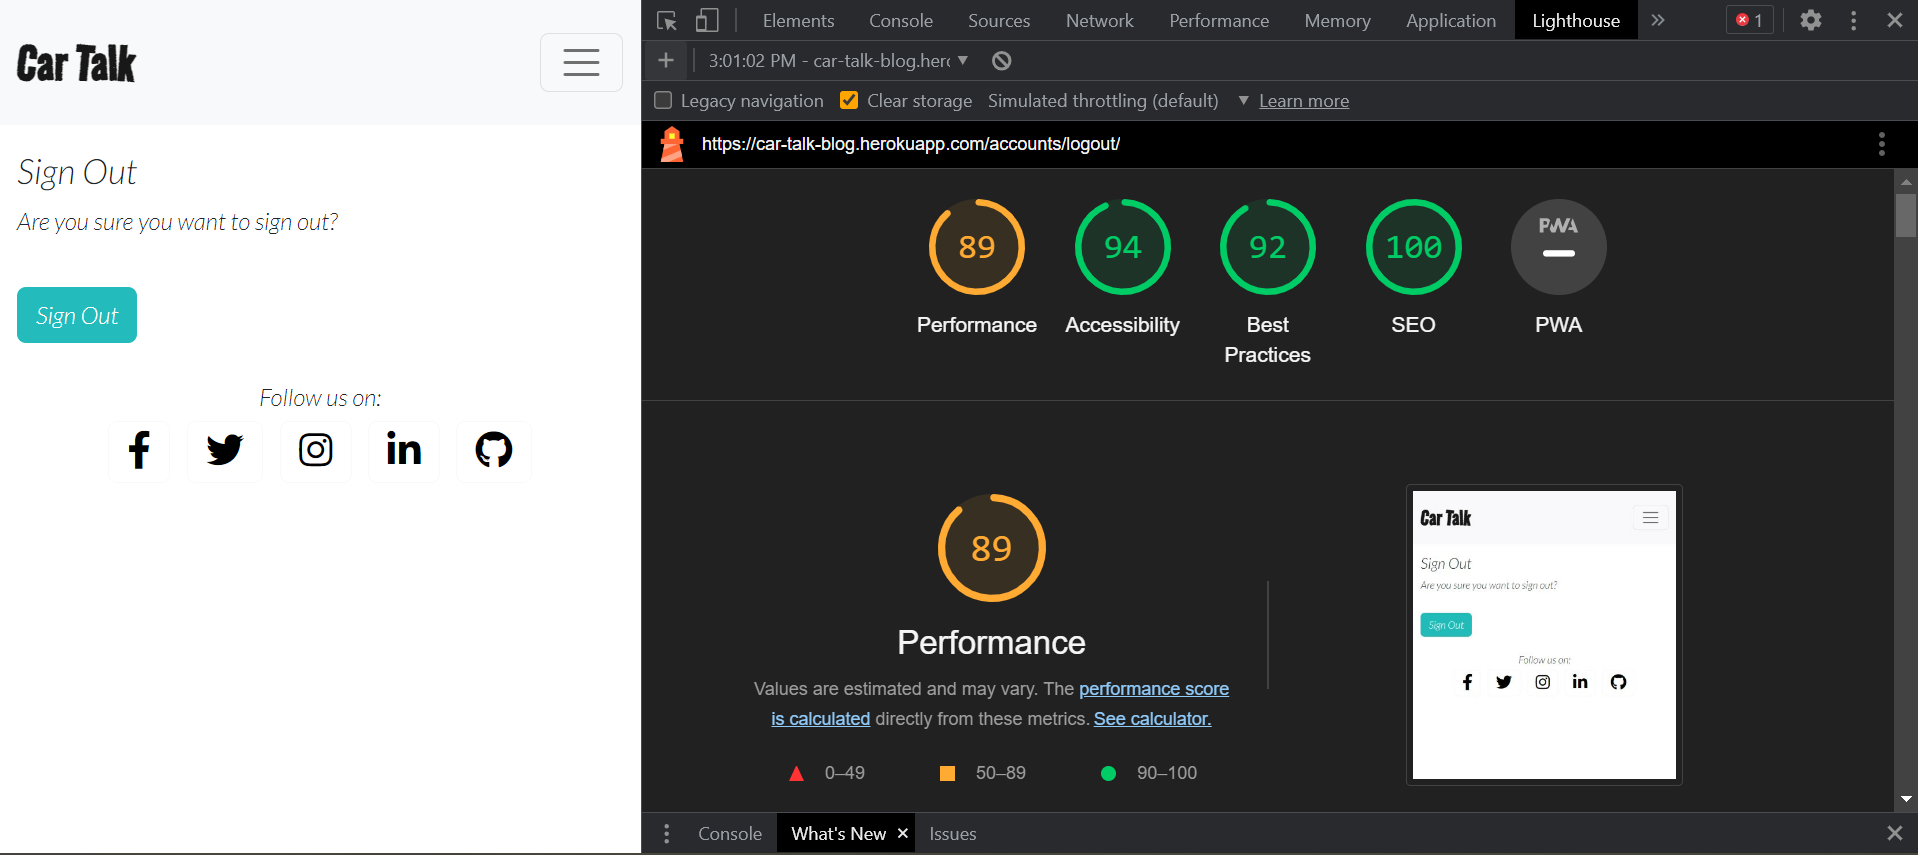 Car Talk
Sign Out
Are you sure you want to sign out?
Sign Out
Follow us on:
Elements Console Sources Network Performance Memory Application Lighthouse » 1
3:01:02 PM - car-talk-blog.her
Legacy navigation Clear storage Simulated throttling (default) Learn more
https://car-talk-blog.herokuapp.com/accounts/logout/
89 94 92 100 PWA
Performance Accessibility Best Practices SEO PWA
89
Performance
Values are estimated and may vary. The performance score
is calculated directly from these metrics. See calculator.
0–49 50–89 90–100
Car Talk
Sign Out
Are you sure you want to sign out?
Sign Out
Follow us on:
Console What's New Issues